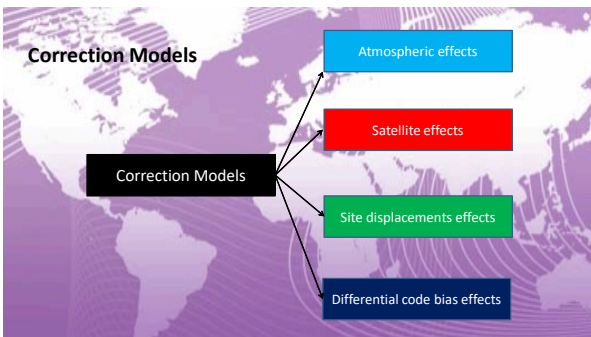 Correction Models
Atmospheric effects
Satellite effects
Correction Models
Site displacements effects
Differential code bias effects